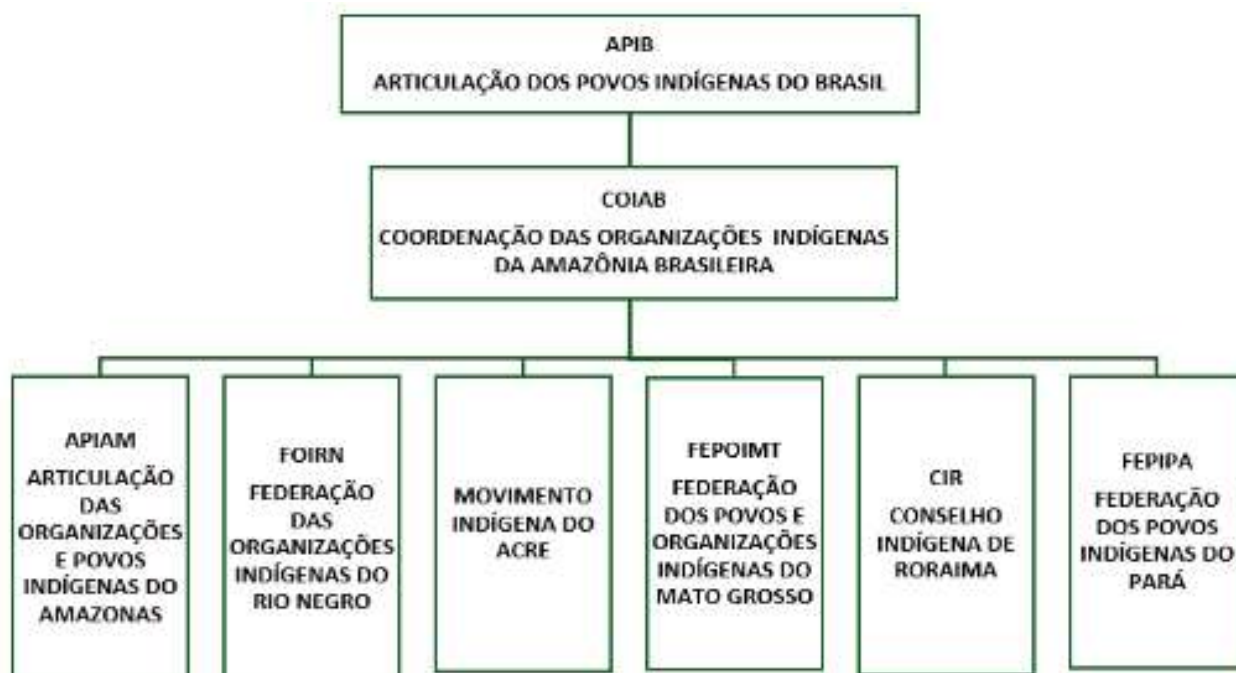 APIB
ARTICULAÇÃO DOS POVOS INDÍGENAS DO BRASIL
COIAB
COORDENAÇÃO DAS ORGANIZAÇÕES INDÍGENAS
DA AMAZÔNIA BRASILEIRA
APIAM
ARTICULAÇÃO
DAS
ORGANIZAÇÕES
E POVOS
INDÍGENAS DO
AMAZONAS
FOIRN
FEDERAÇÃO
DAS
ORGANIZAÇÕES
INDÍGENAS DO
RIO NEGRO
MOVIMENTO
INDÍGENA DO
ACRE
FEPOIMT
FEDERAÇÃO
DOS POVOS E
ORGANIZAÇÕES
INDÍGENAS DO
MATO GROSSO
CIR
CONSELHO
INDÍGENA DE
RORAIMA
FEPIPA
FEDERAÇÃO
DOS POVOS
INDÍGENAS DO
PARÁ